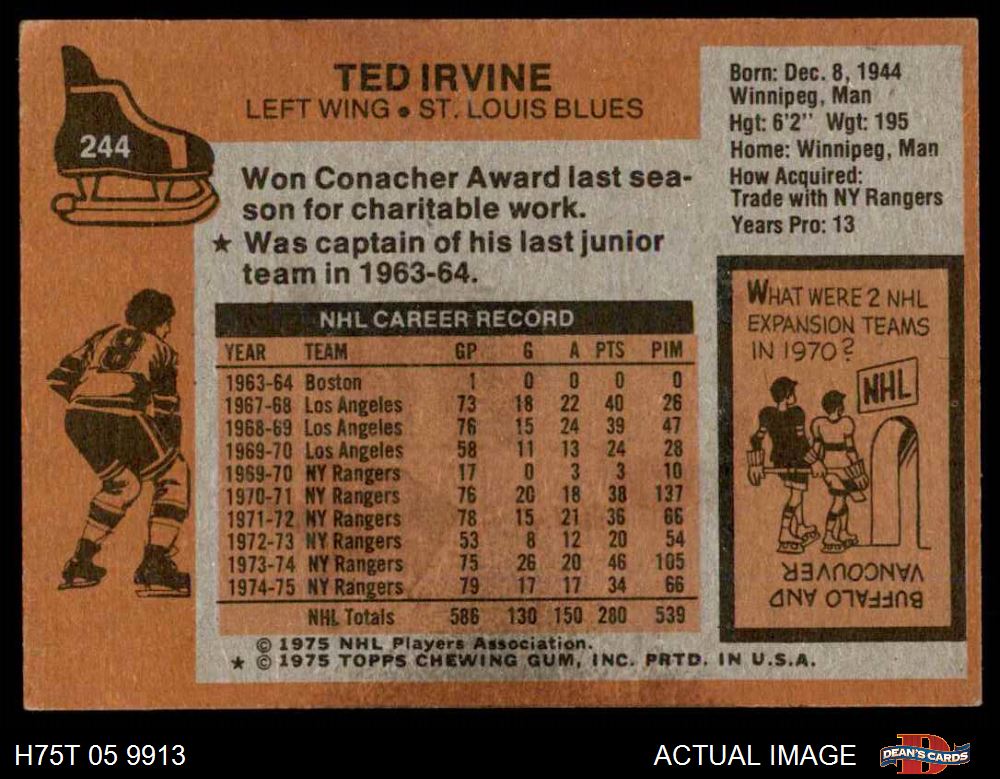 244
TED IRVINE
LEFT WING • ST. LOUIS BLUES
Born: Dec. 8, 1944
Winnipeg, Man
Hgt: 6'2" Wgt: 195
Home: Winnipeg, Man
How Acquired:
Trade with NY Rangers
Years Pro: 13
Won Conacher Award last sea-
son for charitable work.
★ Was captain of his last junior
team in 1963-64.
8
NHL CAREER RECORD
YEAR TEAM GP G A PTS PIM
1963-64 Boston 1 0 0 0 0
1967-68 Los Angeles 73 18 22 40 26
1968-69 Los Angeles 76 15 24 39 47
1969-70 Los Angeles 58 11 13 24 28
1969-70 NY Rangers 17 0 3 3 10
1970-71 NY Rangers 76 20 18 38 137
1971-72 NY Rangers 78 15 21 36 66
1972-73 NY Rangers 53 8 12 20 54
1973-74 NY Rangers 75 26 20 46 105
1974-75 NY Rangers 79 17 17 34 66
NHL Totals 586 130 150 280 539
WHAT WERE 2 NHL
EXPANSION TEAMS
IN 1970?
NHL
BUFFALO AND
VANCOUVER
© 1975 NHL Players Association.
★ © 1975 TOPPS CHEWING GUM, INC. PRTD. IN U.S.A.
H75T 05 9913
ACTUAL IMAGE
D
DEAN'S CARDS